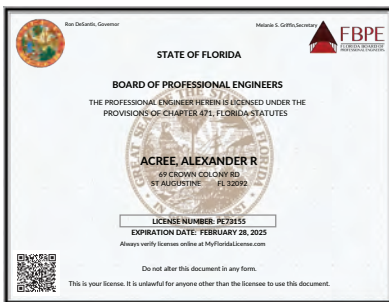 Ron DeSantis, Governor
Melanie S. Griffin, Secretary
FBPE
FLORIDA BOARD OF
PROFESSIONAL ENGINEERS
STATE OF FLORIDA
BOARD OF PROFESSIONAL ENGINEERS
THE PROFESSIONAL ENGINEER HEREIN IS LICENSED UNDER THE
PROVISIONS OF CHAPTER 471, FLORIDA STATUTES
ACREE, ALEXANDER R
69 CROWN COLONY RD
ST AUGUSTINE FL 32092
LICENSE NUMBER: PE73155
EXPIRATION DATE: FEBRUARY 28, 2025
Always verify licenses online at MyFloridaLicense.com
Do not alter this document in any form.
This is your license. It is unlawful for anyone other than the licensee to use this document.